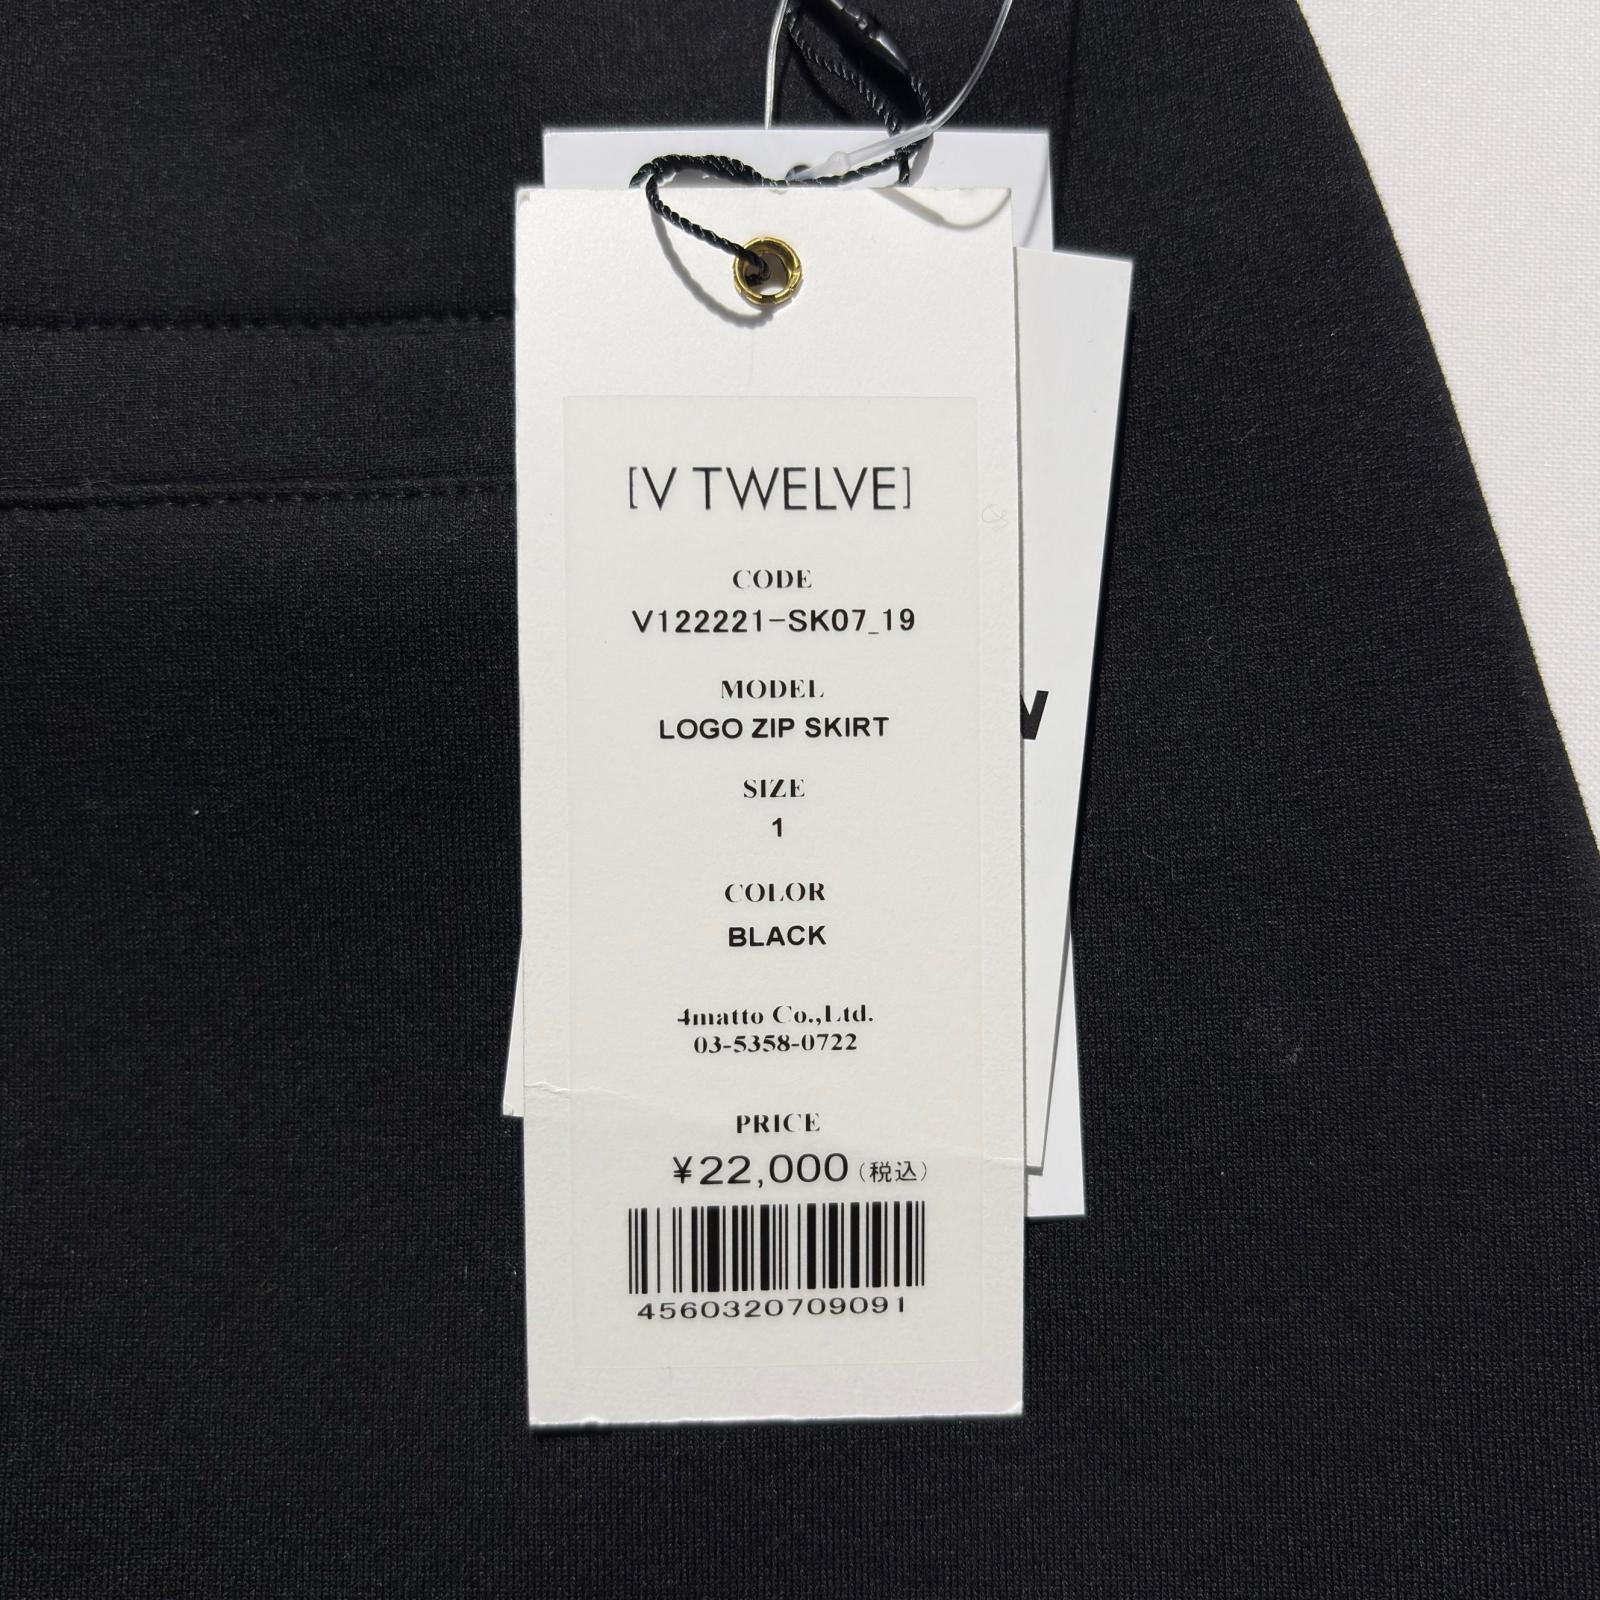 [V TWELVE]
CODE
V122221-SK07_19
MODEL
LOGO ZIP SKIRT
SIZE
1
COLOR
BLACK
4matto Co.,Ltd.
03-5358-0722
PRICE
¥22,000(税込)
4560320709091